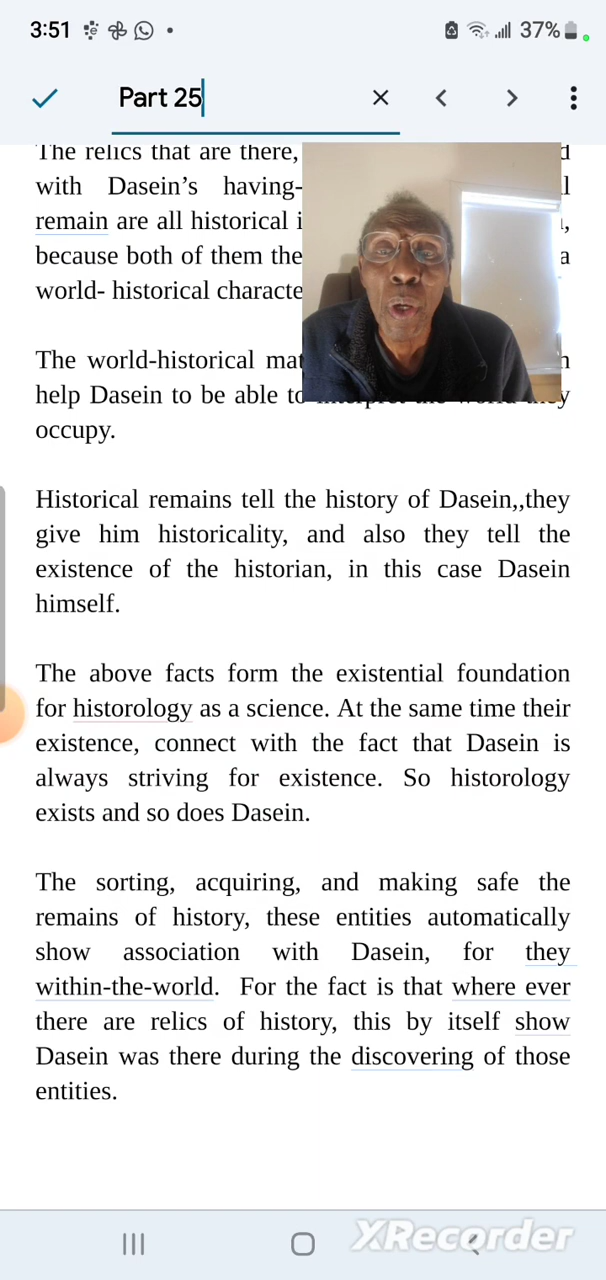 3:51
37%
Part 25
The relics that are there,
with Dasein's having-
remain are all historical i
because both of them the
a
world- historical characte
The world-historical mat
help Dasein to be able to interpret the world they
occupy.
Historical remains tell the history of Dasein,,they
give him historicality, and also they tell the
existence of the historian, in this case Dasein
himself.
The above facts form the existential foundation
for historology as a science. At the same time their
existence, connect with the fact that Dasein is
always striving for existence. So historology
exists and so does Dasein.
The sorting, acquiring, and making safe the
remains of history, these entities automatically
show association with Dasein, for they
within-the-world. For the fact is that where ever
there are relics of history, this by itself show
Dasein was there during the discovering of those
entities.
XRecorder